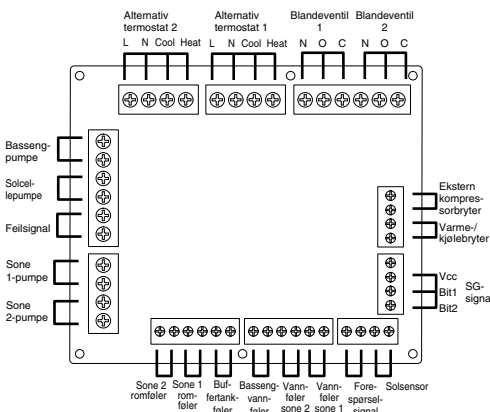 Alternativ
termostat 2
Alternativ
termostat 1
Blandeventil
1
Blandeventil
2
L N Cool Heat
L N Cool Heat
N O C
N O C
Basseng-
pumpe
Solcel-
lepumpe
Feilsignal
Sone
1-pumpe
Sone
2-pumpe
Ekstern
kompres-
sorbryter
Varme-/
kjølebryter
Vcc
Bit1
Bit2
SG-
signal
Sone 2
romføler
Sone 1
rom-
føler
Buf-
fertank-
føler
Basseng-
vann-
føler
Vann-
føler
sone 2
Vann-
føler
sone 1
Fore-
spørsel-
signal
Solsensor